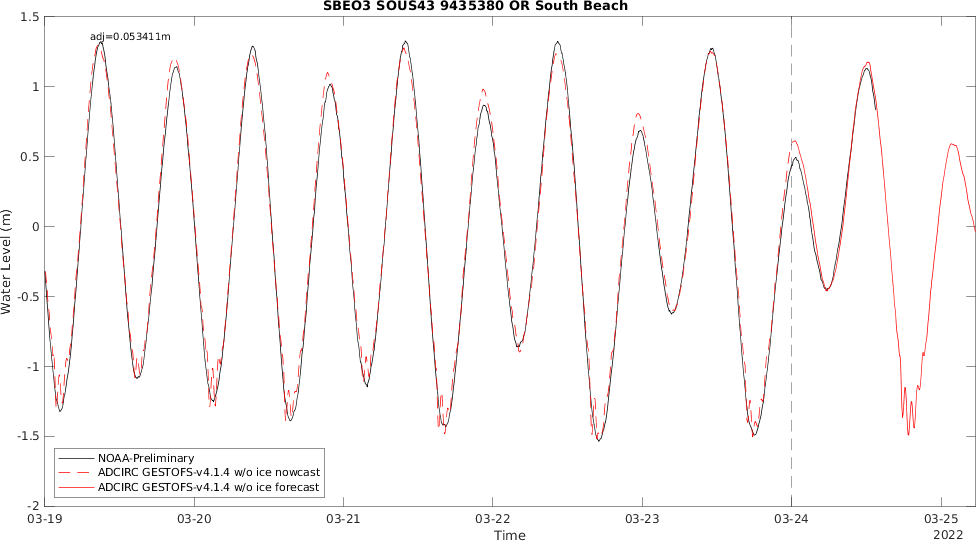 SBEO3 SOUS43 9435380 OR South Beach
adj=0.053411m
1.5
1
0.5
0
-0.5
-1
-1.5
-2
Water Level (m)
NOAA-Preliminary
ADCIRC GESTOFS-v4.1.4 w/o ice nowcast
ADCIRC GESTOFS-v4.1.4 w/o ice forecast
03-19 03-20 03-21 03-22 03-23 03-24 03-25
Time
2022